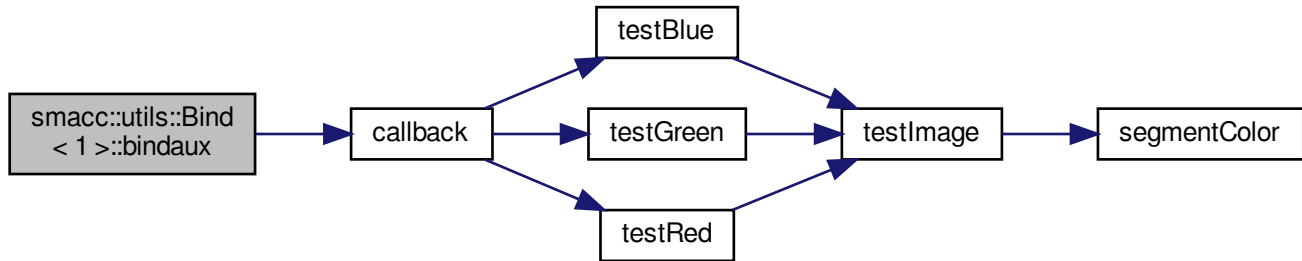 smacc::utils::Bind
< 1 >::bindaux
callback
testBlue
testGreen
testRed
testImage
segmentColor